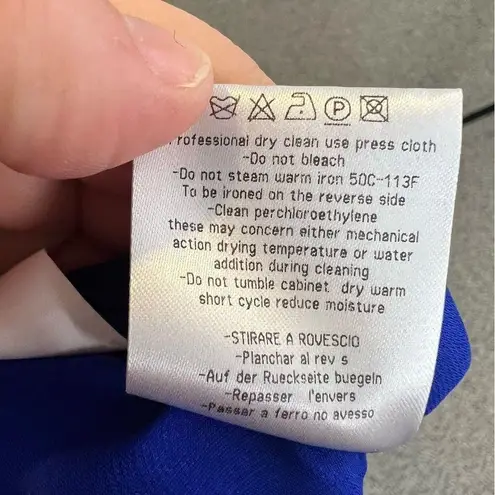 P
Professional dry clean use press cloth
-Do not bleach
-Do not steam warm iron 50C-113F
To be ironed on the reverse side
-Clean perchloroethylene
these may concern either mechanical
action drying temperature or water
addition during cleaning
-Do not tumble cabinet dry warm
short cycle reduce moisture
-STIRARE A ROVESCIO
-Planchar al rev s
-Auf der Rueckseite buegeln
-Repasser l'envers
-Passar a ferro no avesso